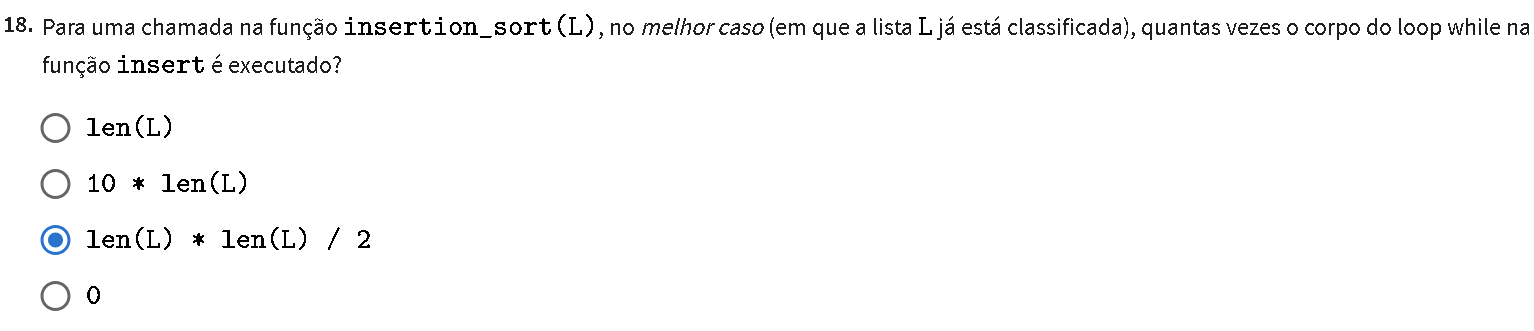 18. Para uma chamada na função insertion_sort(L), no melhor caso (em que a lista L já está classificada), quantas vezes o corpo do loop while na
função insert é executado?
len(L)
10 * len(L)
len(L) * len(L) / 2
0